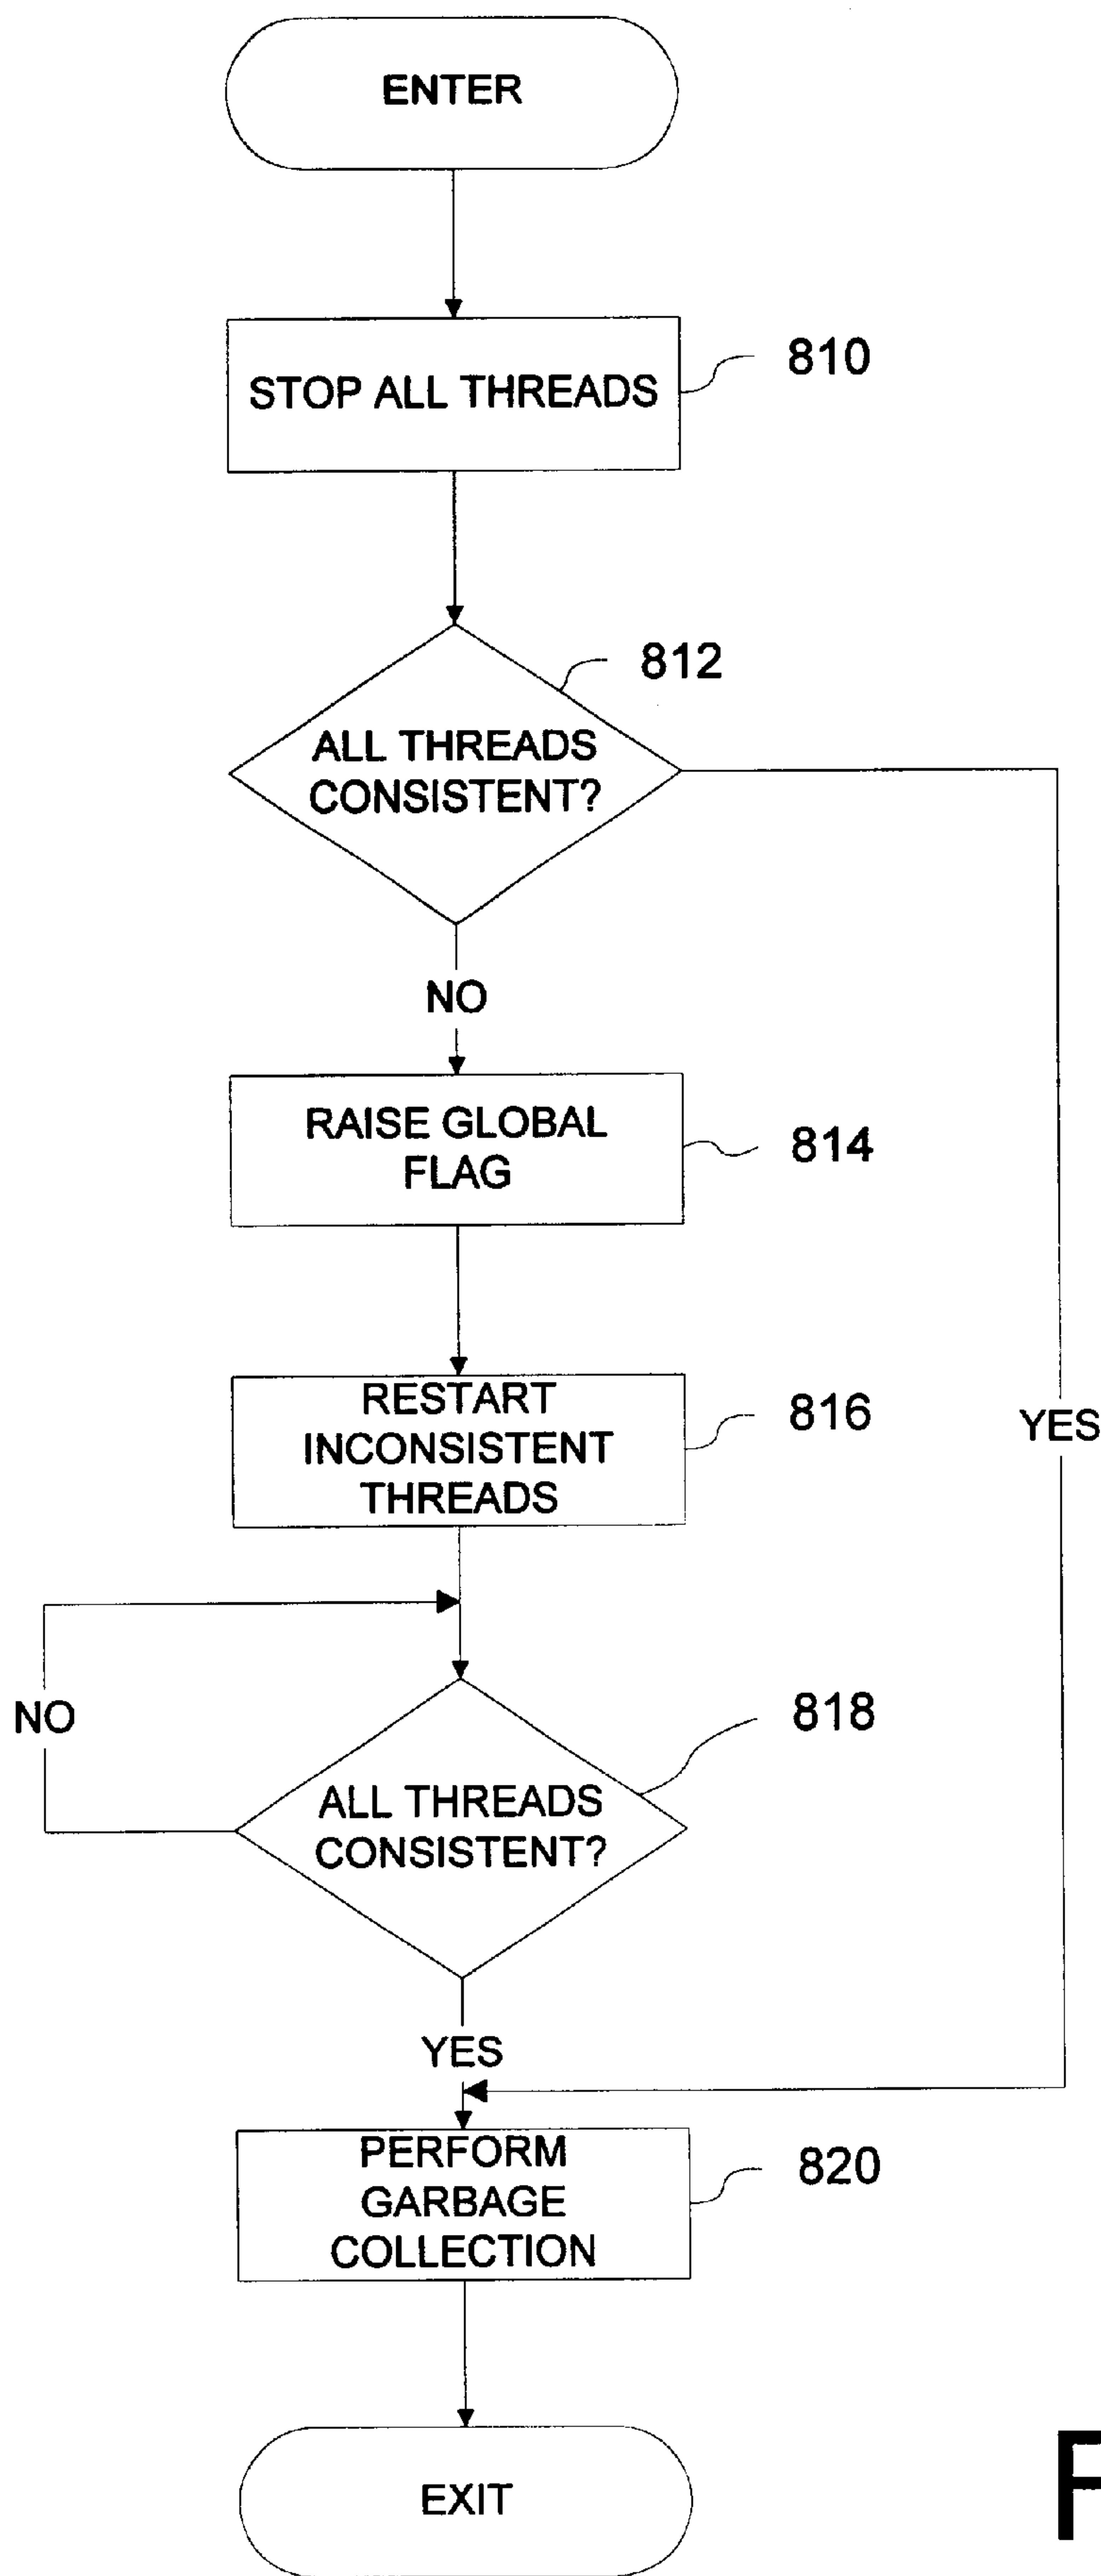 ENTER
STOP ALL THREADS
810
812
ALL THREADS
CONSISTENT?
NO
RAISE GLOBAL
FLAG
814
RESTART
INCONSISTENT
THREADS
816
YES
NO
818
ALL THREADS
CONSISTENT?
YES
PERFORM
GARBAGE
COLLECTION
820
EXIT
F